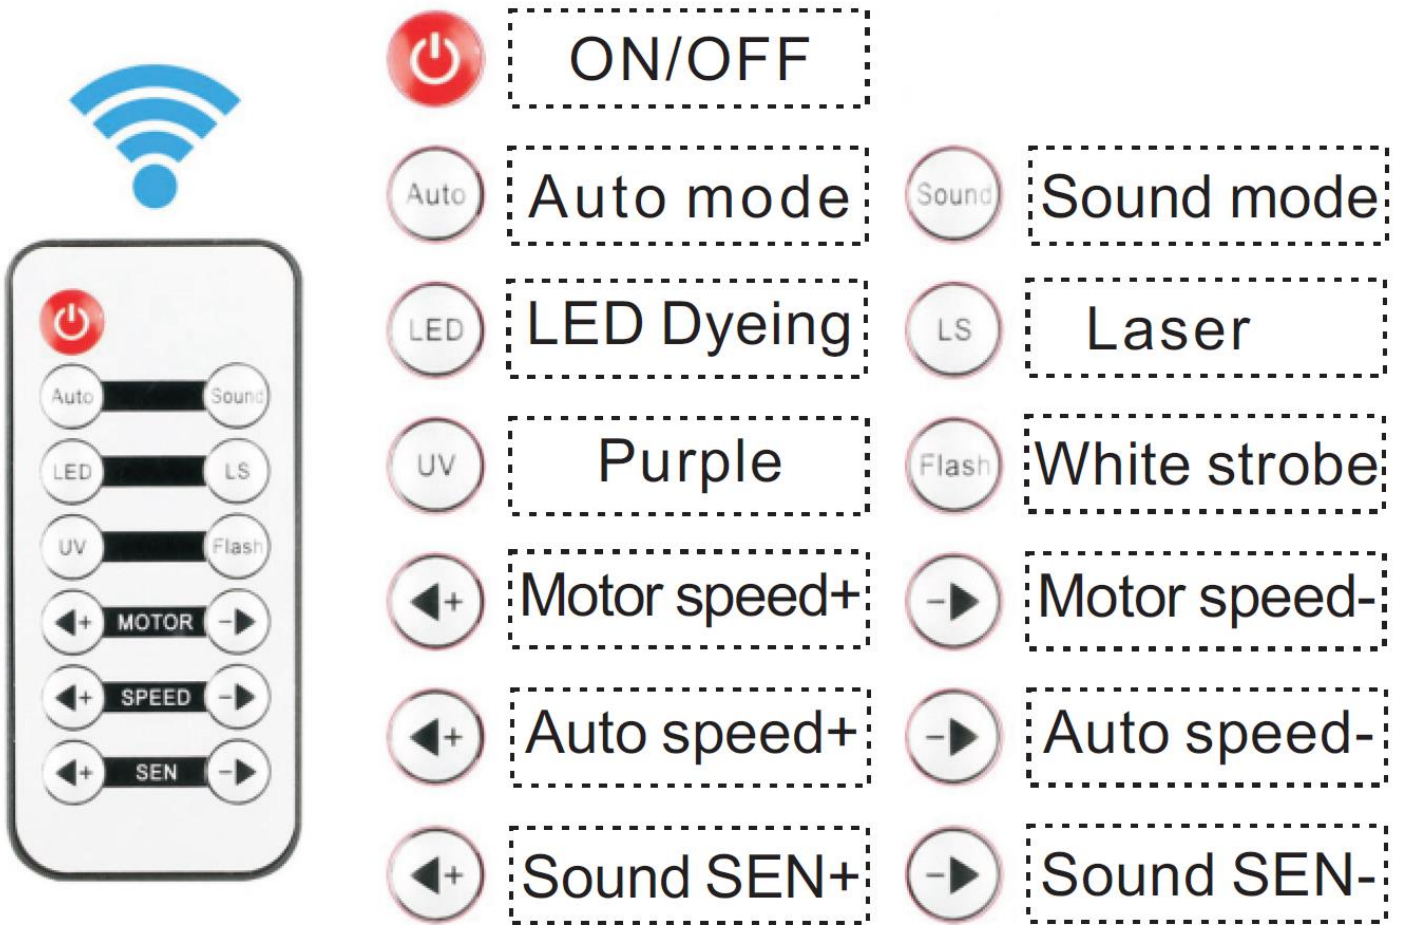 ON/OFF
Auto Auto mode Sound Sound mode
LED LED Dyeing LS Laser
UV Purple Flash White strobe
+ Motor speed+ - Motor speed-
+ Auto speed+ - Auto speed-
+ Sound SEN+ - Sound SEN-
Auto Sound
LED LS
UV Flash
+ MOTOR -
+ SPEED -
+ SEN -